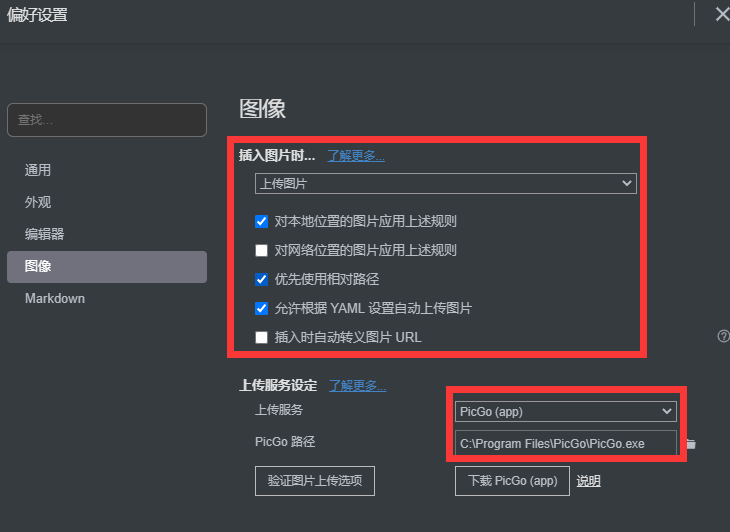 偏好设置
查找...
通用
外观
编辑器
图像
Markdown
图像
插入图片时... 了解更多...
上传图片
对本地位置的图片应用上述规则
对网络位置的图片应用上述规则
优先使用相对路径
允许根据 YAML 设置自动上传图片
插入时自动转义图片 URL
上传服务设定 了解更多...
上传服务 PicGo (app)
PicGo 路径 C:\Program Files\PicGo\PicGo.exe
验证图片上传选项 下载 PicGo (app) 说明